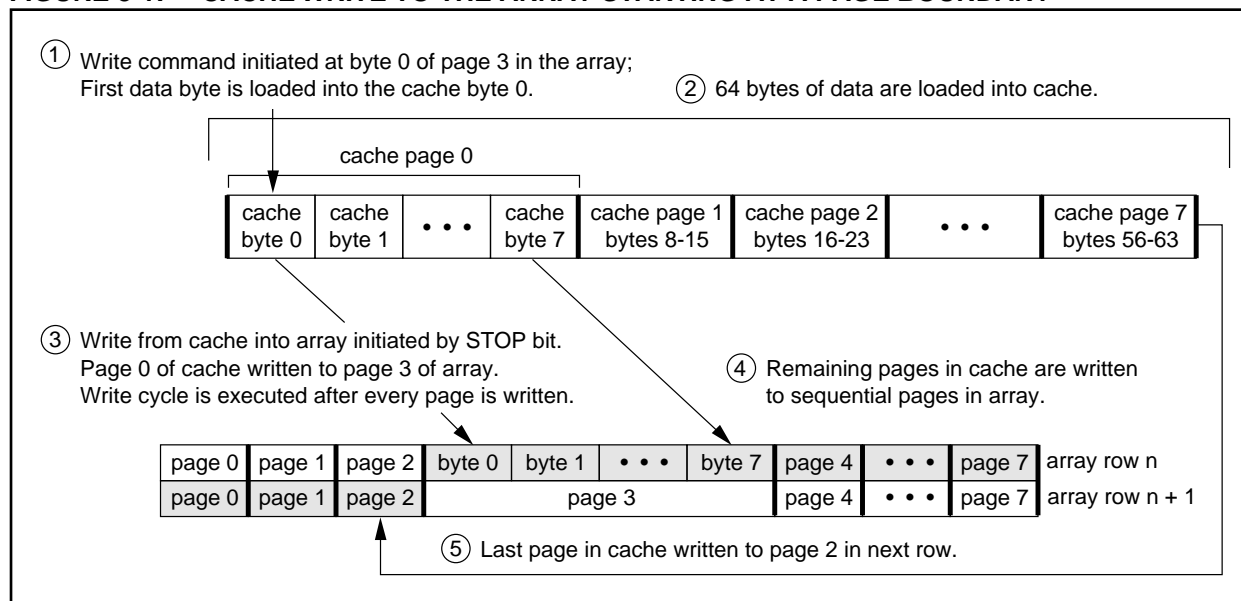 ① Write command initiated at byte 0 of page 3 in the array;
First data byte is loaded into the cache byte 0.
② 64 bytes of data are loaded into cache.
cache page 0
cache byte 0 cache byte 1 • • • cache byte 7 cache page 1 bytes 8-15 cache page 2 bytes 16-23 • • • cache page 7 bytes 56-63
③ Write from cache into array initiated by STOP bit.
Page 0 of cache written to page 3 of array.
Write cycle is executed after every page is written.
④ Remaining pages in cache are written
to sequential pages in array.
page 0 page 1 page 2 byte 0 byte 1 • • • byte 7 page 4 • • • page 7 array row n
page 0 page 1 page 2 page 3 page 4 • • • page 7 array row n + 1
⑤ Last page in cache written to page 2 in next row.